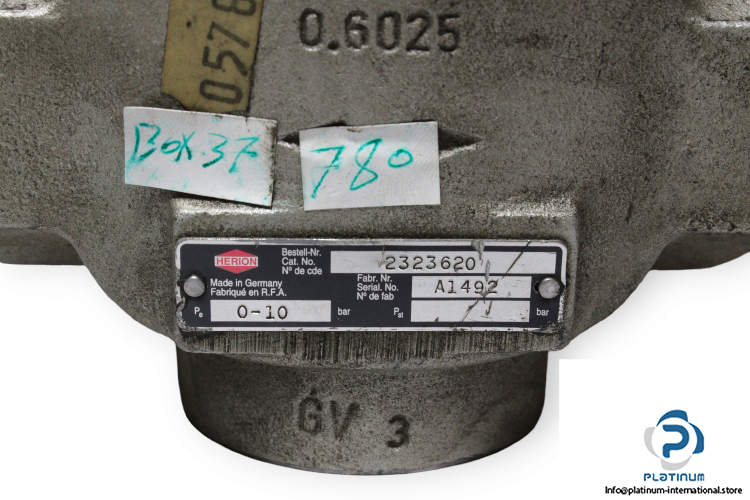 0.6025
0578
BOX 37
780
HERION
Bestell-Nr.
Cat. No.
N° de cde
2323620
Made in Germany
Fabriqué en R.F.A.
Fabr. Nr.
Serial. No.
N° de fab
A1492
Pe
0-10
bar
Pst
bar
GV 3
PLATINUM
Info@platinum-international.store